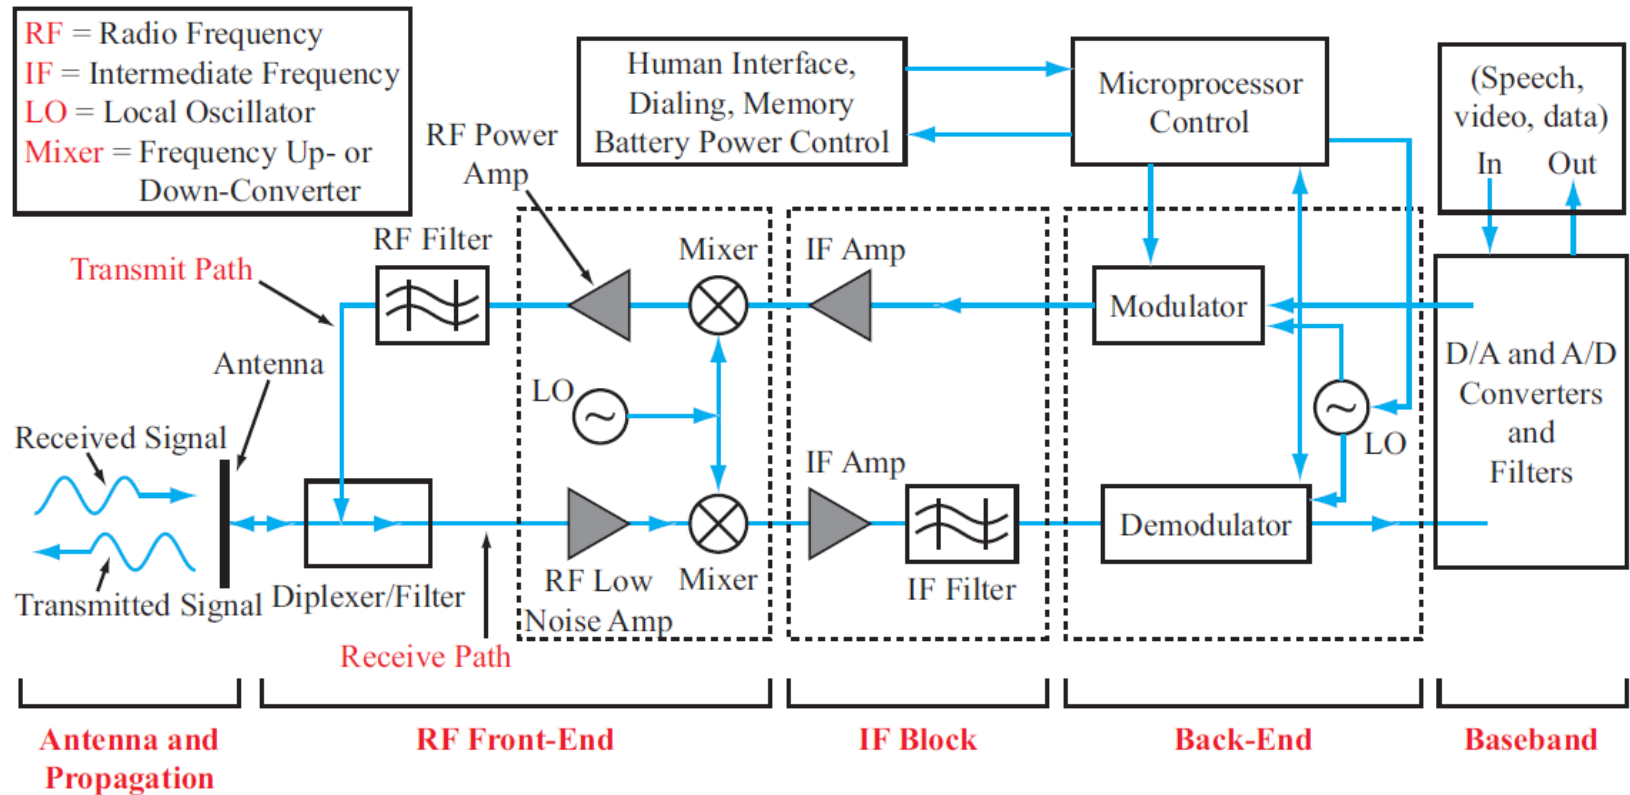 RF = Radio Frequency
IF = Intermediate Frequency
LO = Local Oscillator
Mixer = Frequency Up- or
Down-Converter
Human Interface,
Dialing, Memory
Battery Power Control
Microprocessor
Control
(Speech,
video, data)
In Out
RF Power
Amp
RF Filter
Mixer
IF Amp
Transmit Path
Modulator
Antenna
LO
D/A and A/D
Converters
and
Filters
LO
Received Signal
IF Amp
Demodulator
Transmitted Signal
Diplexer/Filter
RF Low
Noise Amp
Mixer
IF Filter
Receive Path
Antenna and
Propagation
RF Front-End
IF Block
Back-End
Baseband